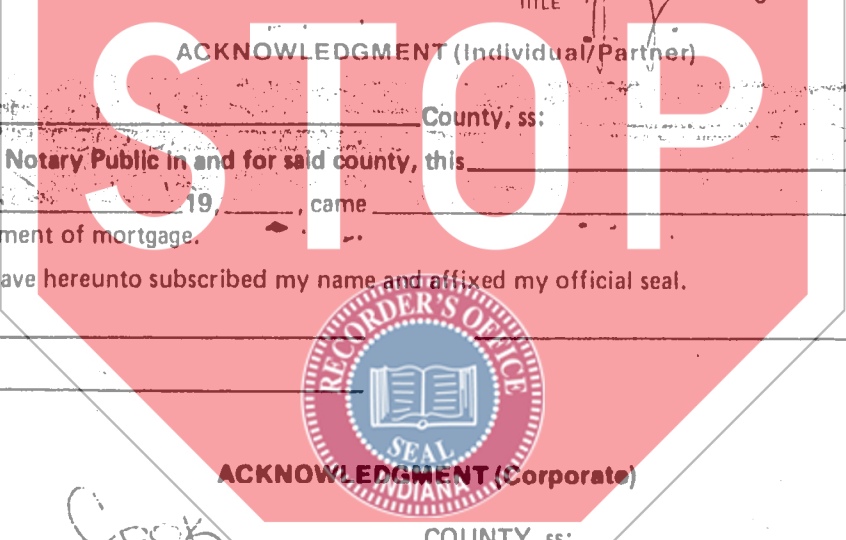 TITLE
ACKNOWLEDGMENT (Individual/Partner)
County, ss:
Notary Public in and for said county, this
19, , came
ment of mortgage.
ave hereunto subscribed my name and affixed my official seal.
STOP
RECORDER'S OFFICE
SEAL
INDIANA
ACKNOWLEDGMENT (Corporate)
COUNTY, ss: